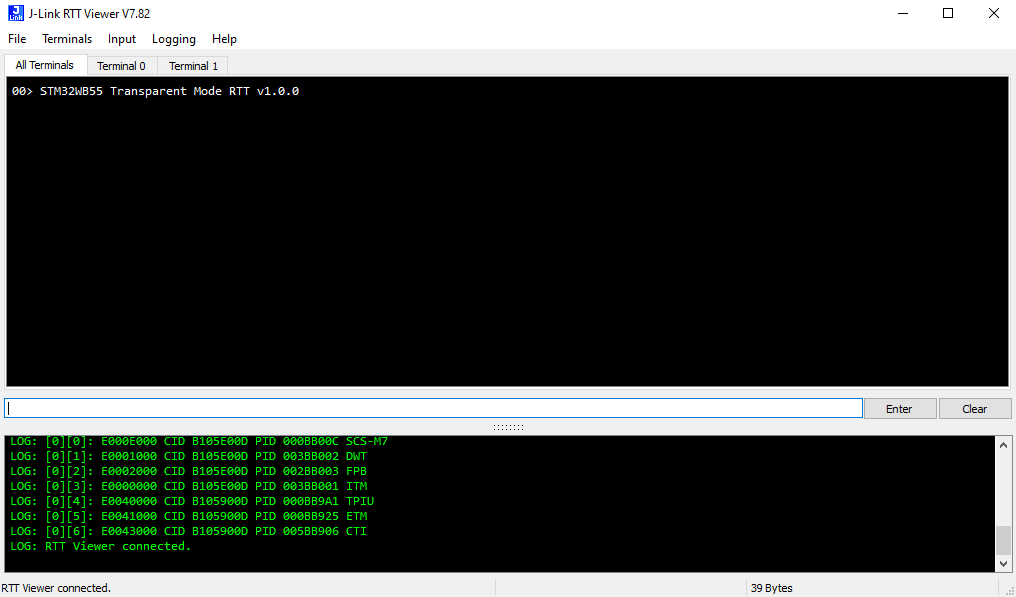 J-Link RTT Viewer V7.82
File Terminals Input Logging Help
All Terminals Terminal 0 Terminal 1
00> STM32WB55 Transparent Mode RTT v1.0.0
Enter Clear
LOG: [0][0]: E000E000 CID B105E00D PID 000BB00C SCS-M7
LOG: [0][1]: E0001000 CID B105E00D PID 003BB002 DWT
LOG: [0][2]: E0002000 CID B105E00D PID 002BB003 FPB
LOG: [0][3]: E0000000 CID B105E00D PID 003BB001 ITM
LOG: [0][4]: E0040000 CID B105900D PID 000BB9A1 TPIU
LOG: [0][5]: E0041000 CID B105900D PID 000BB925 ETM
LOG: [0][6]: E0043000 CID B105900D PID 005BB906 CTI
LOG: RTT Viewer connected.
RTT Viewer connected. 39 Bytes